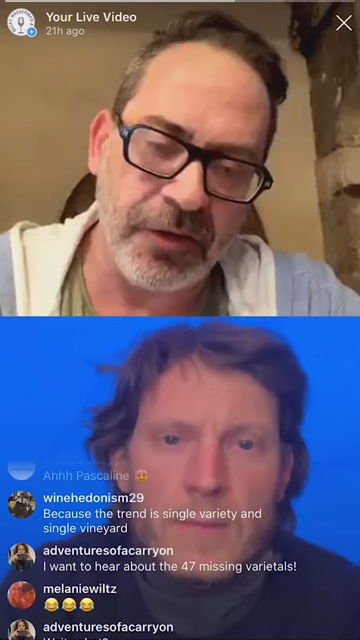 Your Live Video
21h ago
Ahhh Pascaline 😍
winehedonism29
Because the trend is single variety and
single vineyard
adventuresofacarryon
I want to hear about the 47 missing varietals!
melaniewiltz
😂😂😂
adventuresofacarryon